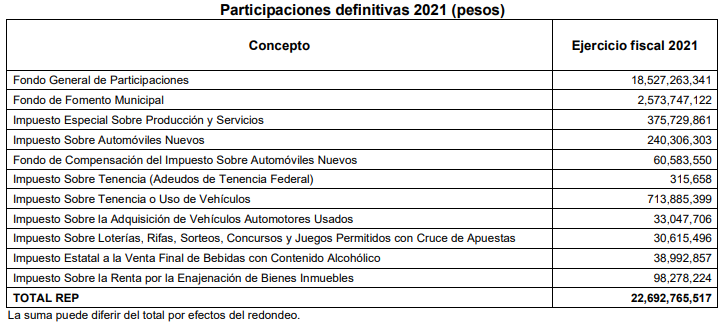 Participaciones definitivas 2021 (pesos)
Concepto Ejercicio fiscal 2021
Fondo General de Participaciones 18,527,263,341
Fondo de Fomento Municipal 2,573,747,122
Impuesto Especial Sobre Producción y Servicios 375,729,861
Impuesto Sobre Automóviles Nuevos 240,306,303
Fondo de Compensación del Impuesto Sobre Automóviles Nuevos 60,583,550
Impuesto Sobre Tenencia (Adeudos de Tenencia Federal) 315,658
Impuesto Sobre Tenencia o Uso de Vehículos 713,885,399
Impuesto Sobre la Adquisición de Vehículos Automotores Usados 33,047,706
Impuesto Sobre Loterías, Rifas, Sorteos, Concursos y Juegos Permitidos con Cruce de Apuestas 30,615,496
Impuesto Estatal a la Venta Final de Bebidas con Contenido Alcohólico 38,992,857
Impuesto Sobre la Renta por la Enajenación de Bienes Inmuebles 98,278,224
TOTAL REP 22,692,765,517
La suma puede diferir del total por efectos del redondeo.